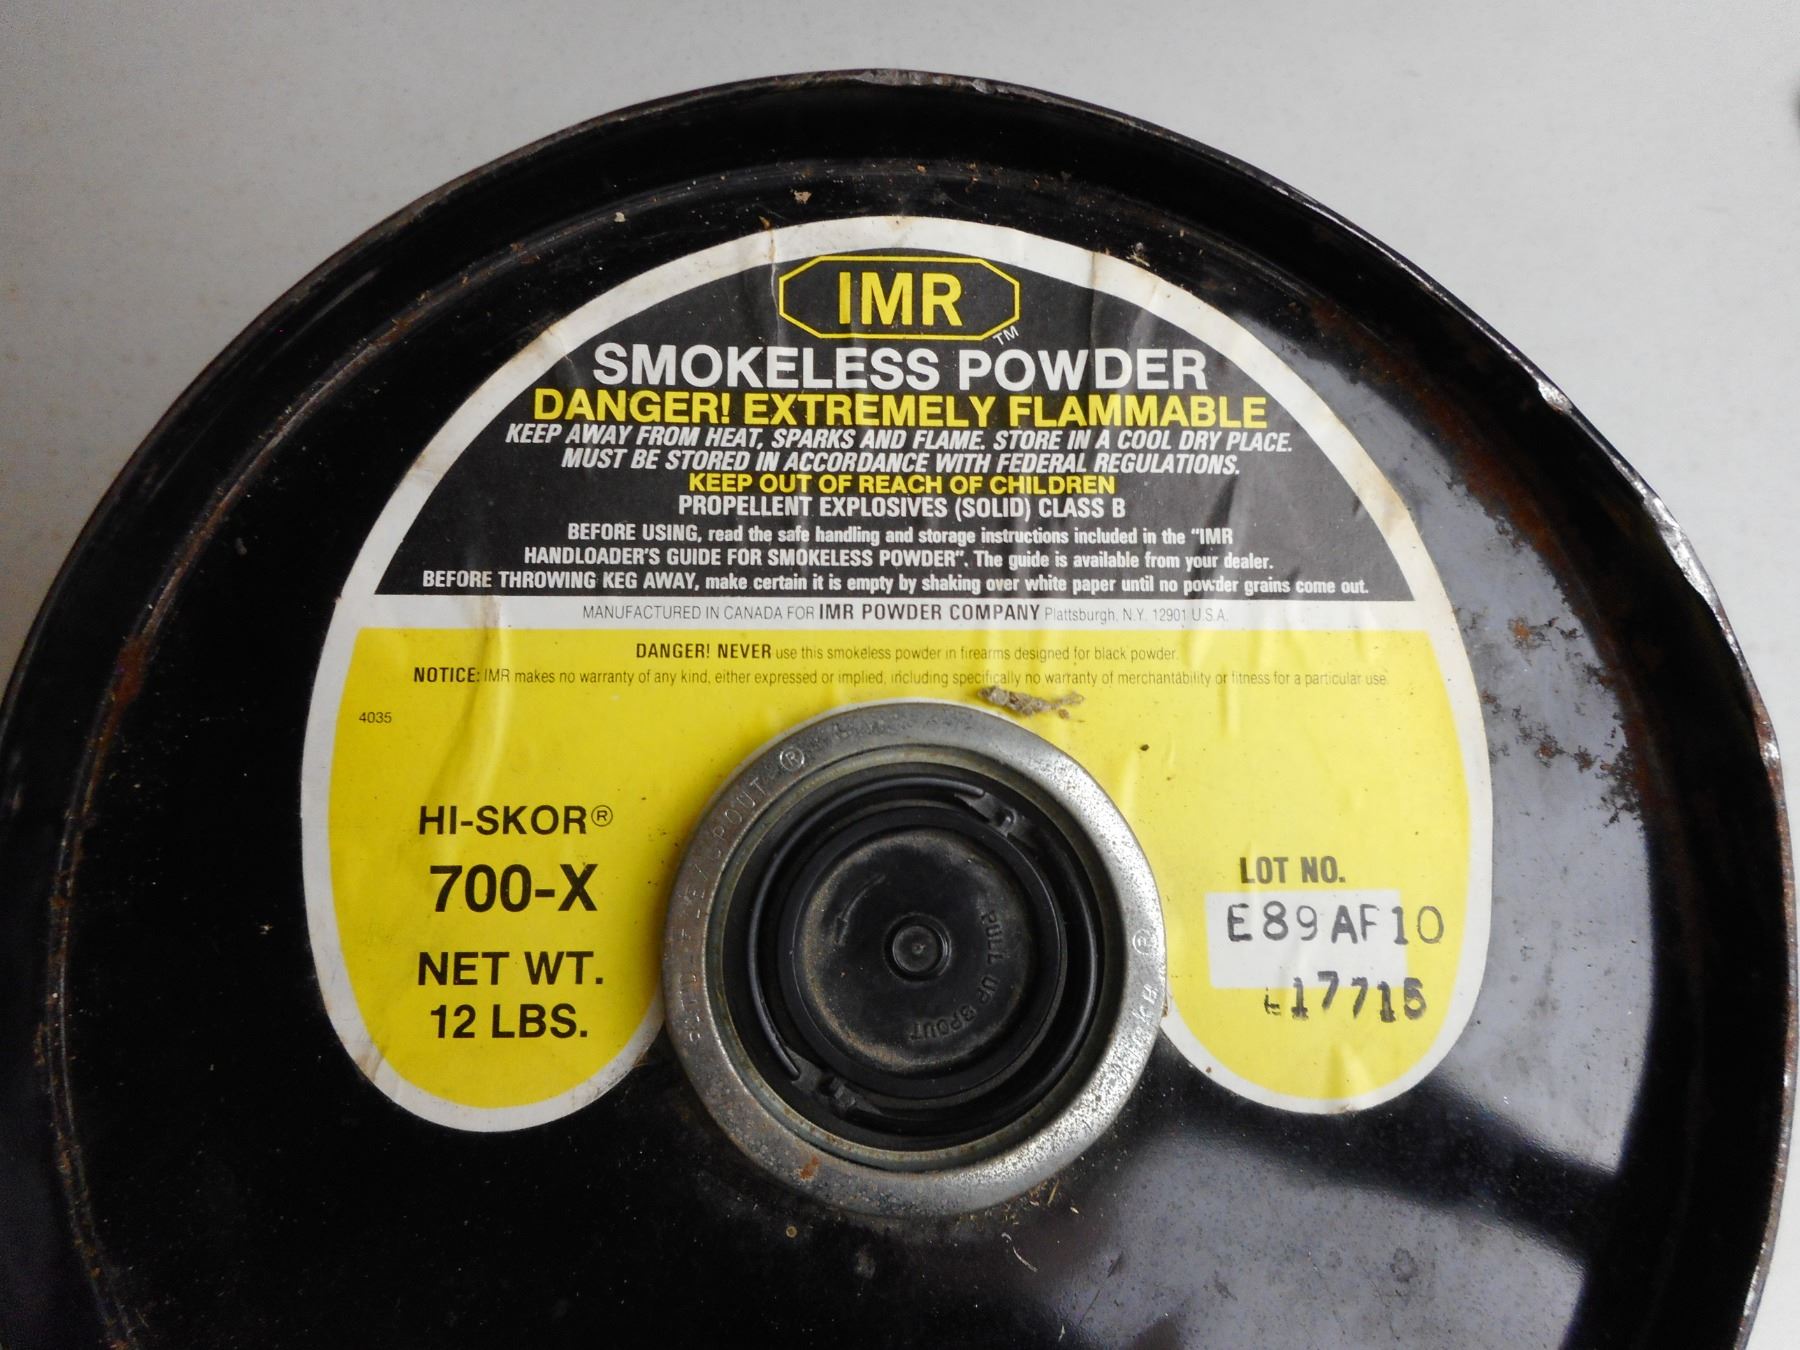 IMR™
SMOKELESS POWDER
DANGER! EXTREMELY FLAMMABLE
KEEP AWAY FROM HEAT, SPARKS AND FLAME. STORE IN A COOL DRY PLACE.
MUST BE STORED IN ACCORDANCE WITH FEDERAL REGULATIONS.
KEEP OUT OF REACH OF CHILDREN
PROPELLENT EXPLOSIVES (SOLID) CLASS B
BEFORE USING, read the safe handling and storage instructions included in the "IMR
HANDLOADER'S GUIDE FOR SMOKELESS POWDER". The guide is available from your dealer.
BEFORE THROWING KEG AWAY, make certain it is empty by shaking over white paper until no powder grains come out.
MANUFACTURED IN CANADA FOR IMR POWDER COMPANY Plattsburgh, N.Y. 12901 U.S.A.
DANGER! NEVER use this smokeless powder in firearms designed for black powder.
NOTICE: IMR makes no warranty of any kind, either expressed or implied, including specifically no warranty of merchantability or fitness for a particular use.
4035
HI-SKOR®
700-X
NET WT.
12 LBS.
PULL UP SPOUT
LOT NO.
E89AF10
17715